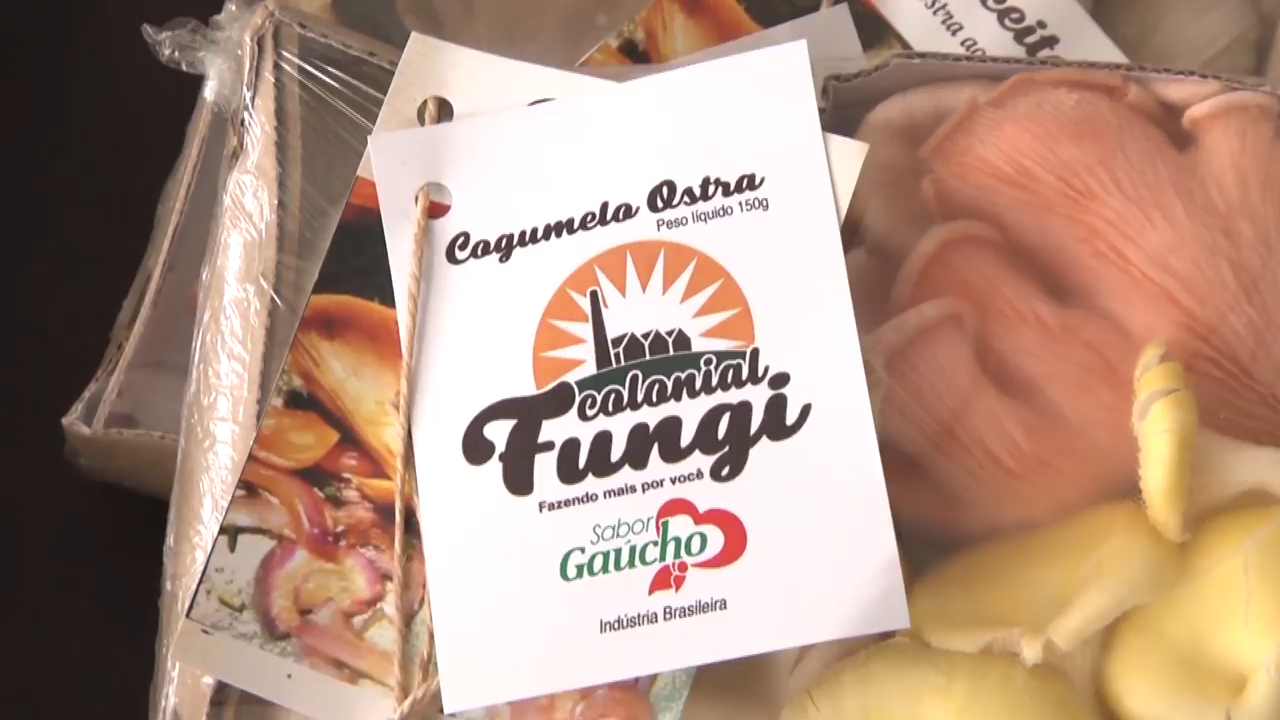 Cogumelo Ostra
Peso líquido 150g
colonial
Fungi
Fazendo mais por você
Sabor
Gaúcho
Indústria Brasileira